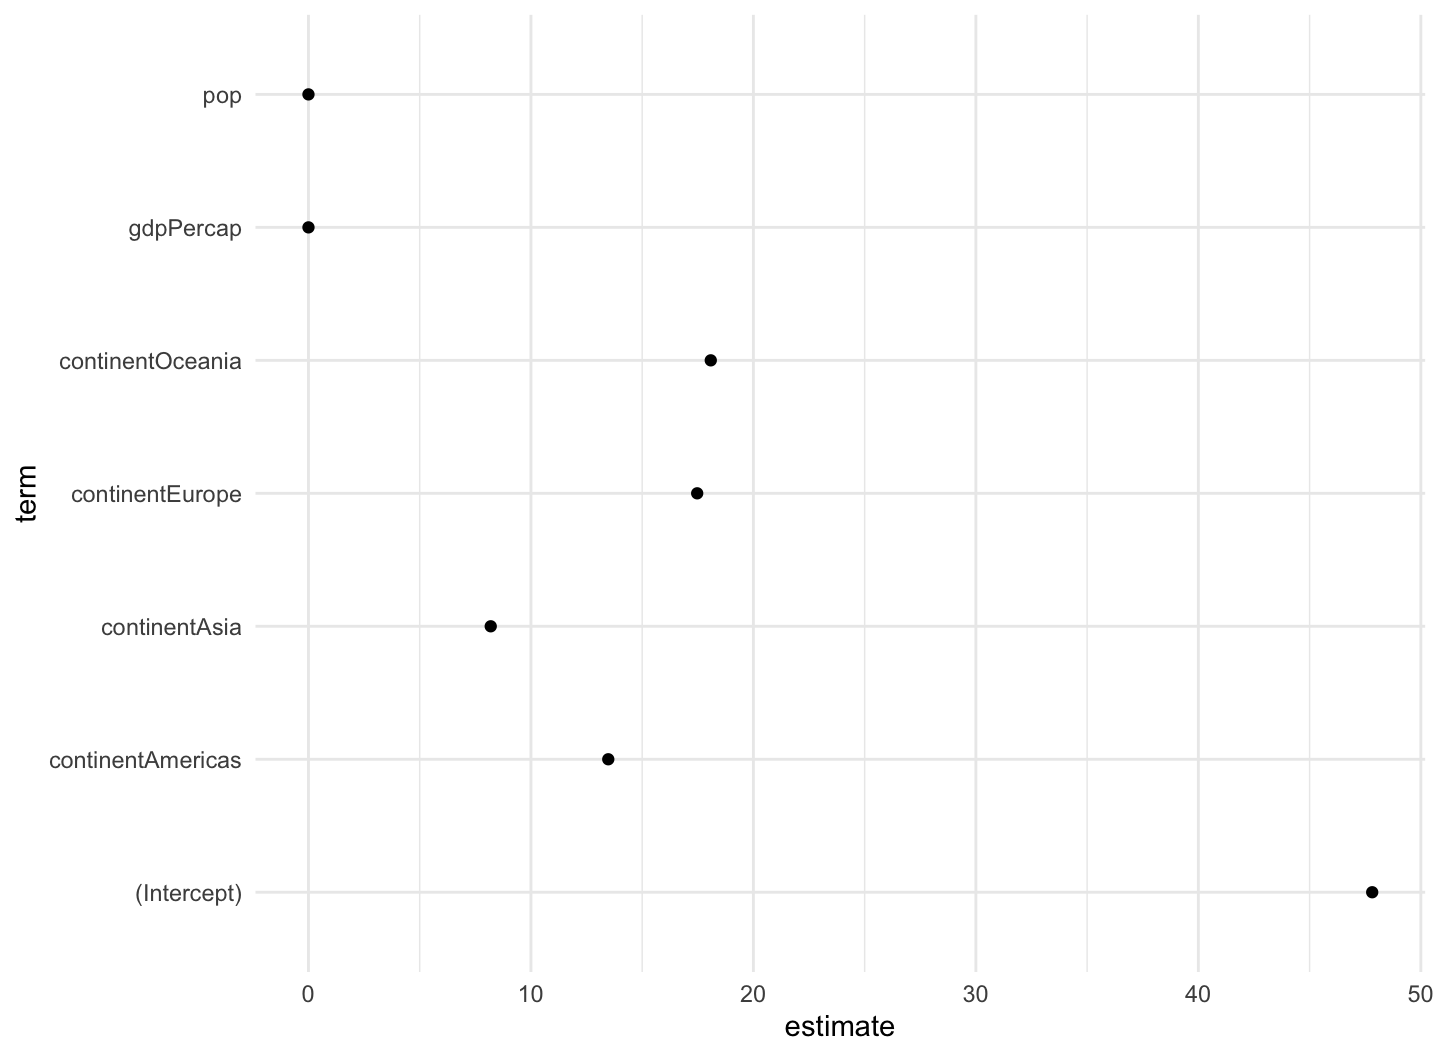 pop
gdpPercap
continentOceania
continentEurope
continentAsia
continentAmericas
(Intercept)
term
0 10 20 30 40 50
estimate